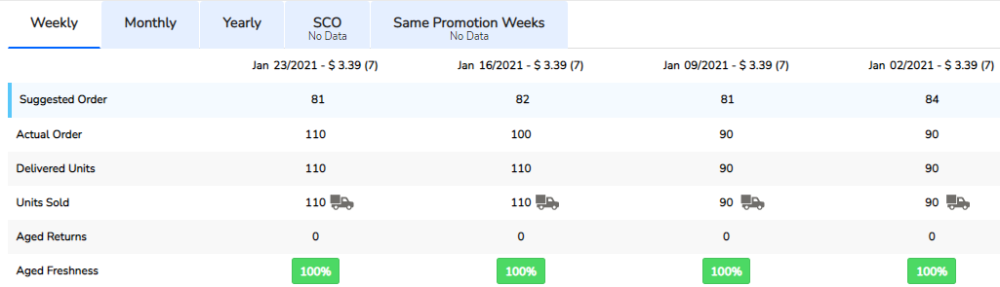 Weekly Monthly Yearly SCO Same Promotion Weeks
No Data No Data
Jan 23/2021 - $ 3.39 (7) Jan 16/2021 - $ 3.39 (7) Jan 09/2021 - $ 3.39 (7) Jan 02/2021 - $ 3.39 (7)
Suggested Order 81 82 81 84
Actual Order 110 100 90 90
Delivered Units 110 110 90 90
Units Sold 110 110 90 90
Aged Returns 0 0 0 0
Aged Freshness 100% 100% 100% 100%